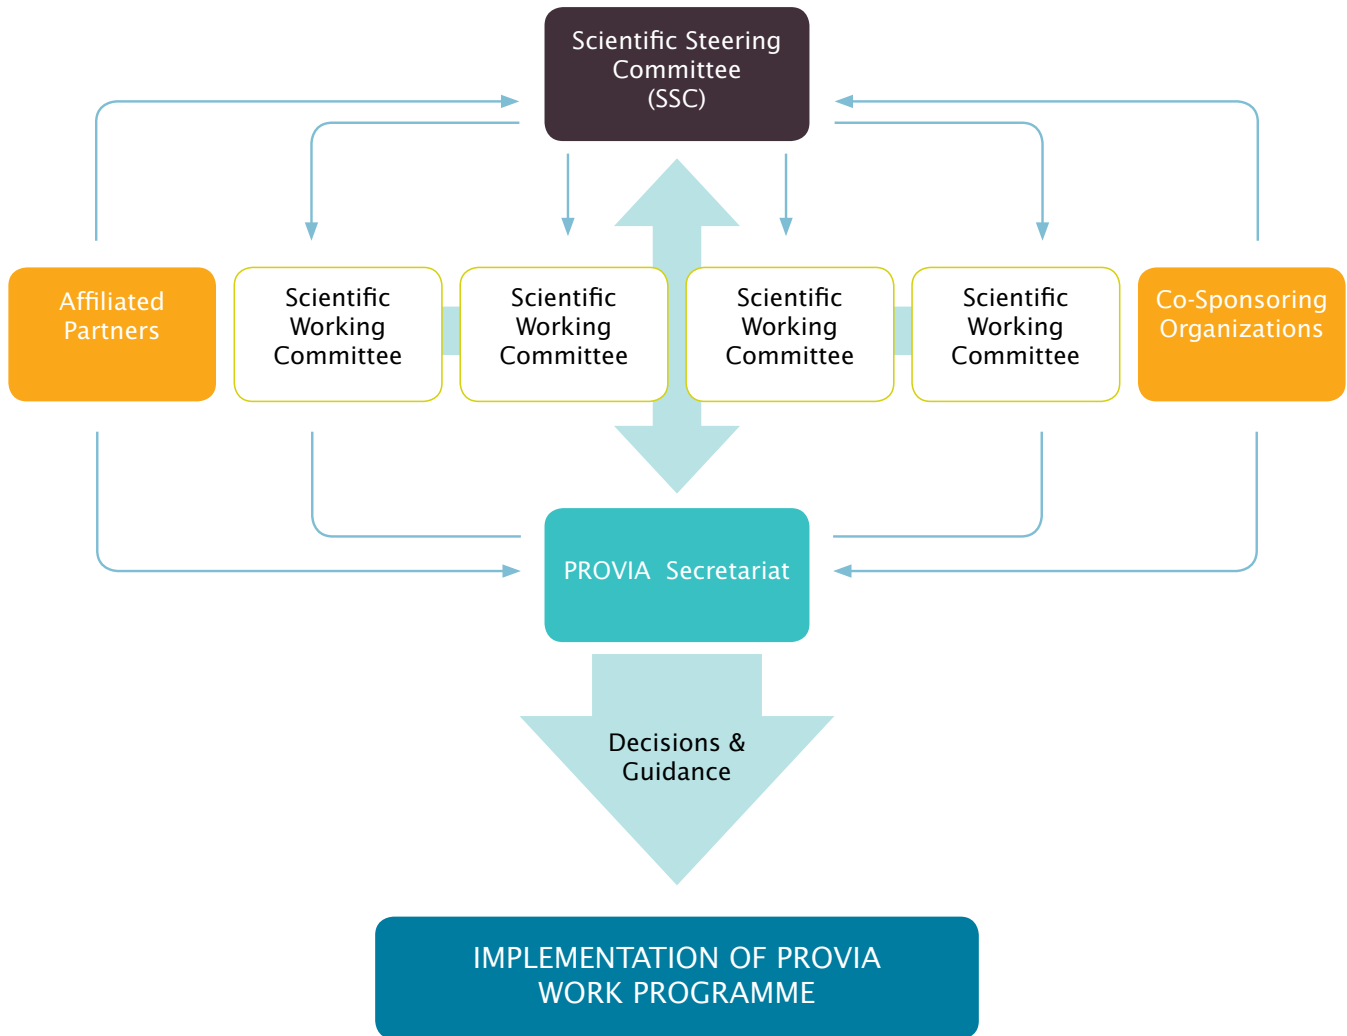 Scientific Steering
Committee
(SSC)
Affiliated
Partners
Scientific
Working
Committee
Scientific
Working
Committee
Scientific
Working
Committee
Scientific
Working
Committee
Co-Sponsoring
Organizations
PROVIA Secretariat
Decisions &
Guidance
IMPLEMENTATION OF PROVIA
WORK PROGRAMME